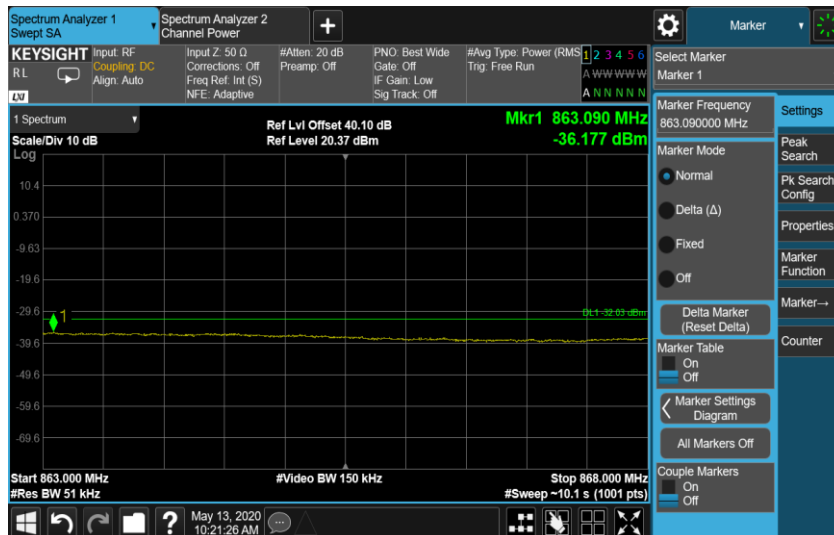 Spectrum Analyzer 1
Swept SA
Spectrum Analyzer 2
Channel Power
Marker
KEYSIGHT
RL
LXI
Input: RF
Coupling: DC
Align: Auto
Input Z: 50 Ω
Corrections: Off
Freq Ref: Int (S)
NFE: Adaptive
#Atten: 20 dB
Preamp: Off
PNO: Best Wide
Gate: Off
IF Gain: Low
Sig Track: Off
#Avg Type: Power (RMS
Trig: Free Run
1 2 3 4 5 6
A W W W W W
A N N N N N
Select Marker
Marker 1
1 Spectrum
Scale/Div 10 dB
Log
Ref Lvl Offset 40.10 dB
Ref Level 20.37 dBm
Mkr1 863.090 MHz
-36.177 dBm
10.4
0.370
-9.63
-19.6
-29.6
-39.6
-49.6
-59.6
-69.6
1
DL1 -32.03 dBm
Start 863.000 MHz
#Res BW 51 kHz
#Video BW 150 kHz
Stop 868.000 MHz
#Sweep ~10.1 s (1001 pts)
Marker Frequency
863.090000 MHz
Marker Mode
Normal
Delta (Δ)
Fixed
Off
Delta Marker
(Reset Delta)
Marker Table
On
Off
Marker Settings
Diagram
All Markers Off
Couple Markers
On
Off
Settings
Peak
Search
Pk Search
Config
Properties
Marker
Function
Marker→
Counter
?
May 13, 2020
10:21:26 AM